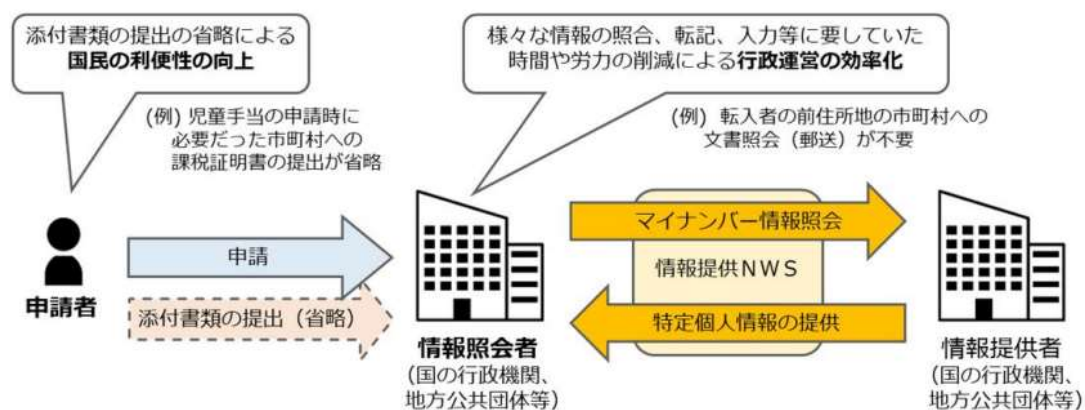 添付書類の提出の省略による
国民の利便性の向上
様々な情報の照合、転記、入力等に要していた
時間や労力の削減による行政運営の効率化
(例) 児童手当の申請時に
必要だった市町村への
課税証明書の提出が省略
(例) 転入者の前住所地の市町村への
文書照会（郵送）が不要
申請者
申請
添付書類の提出（省略）
情報照会者
(国の行政機関、
地方公共団体等)
マイナンバー情報照会
情報提供NWS
特定個人情報の提供
情報提供者
(国の行政機関、
地方公共団体等)